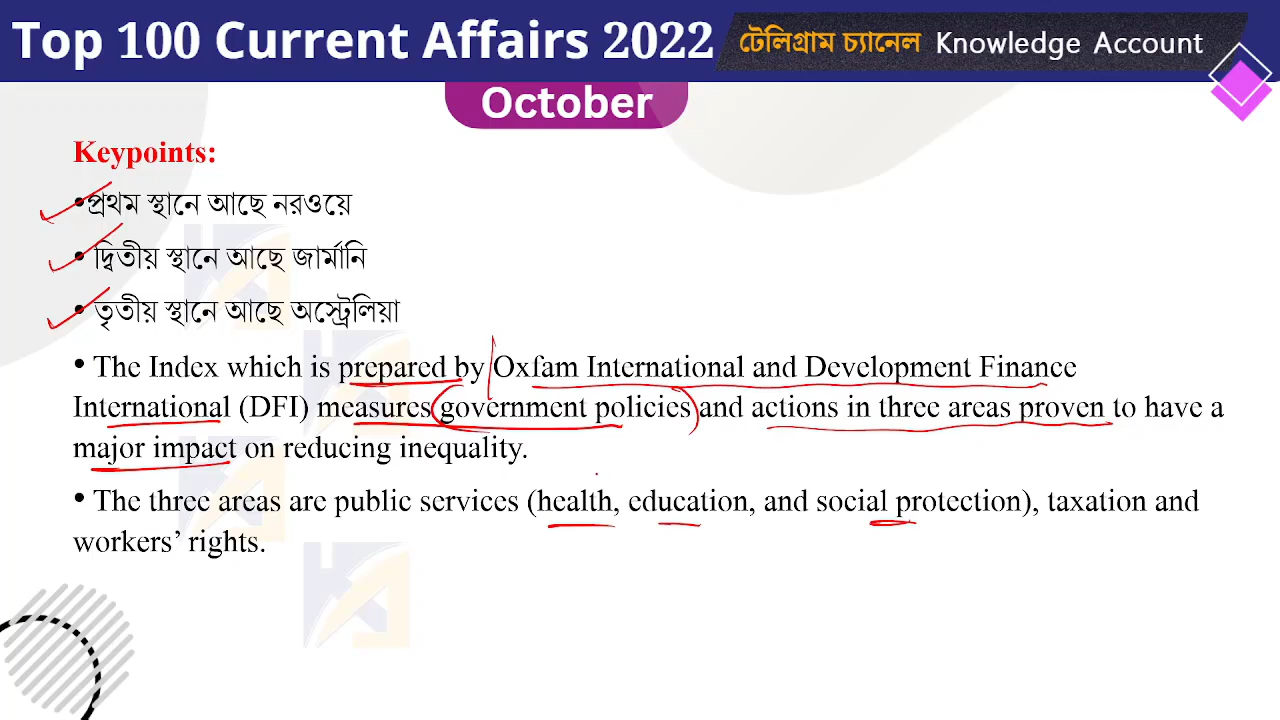 Top 100 Current Affairs 2022 টেলিগ্রাম চ্যানেল Knowledge Account
October
Keypoints:
•প্রথম স্থানে আছে নরওয়ে
• দ্বিতীয় স্থানে আছে জার্মানি
• তৃতীয় স্থানে আছে অস্ট্রেলিয়া
• The Index which is prepared by Oxfam International and Development Finance
International (DFI) measures government policies and actions in three areas proven to have a
major impact on reducing inequality.
• The three areas are public services (health, education, and social protection), taxation and
workers’ rights.